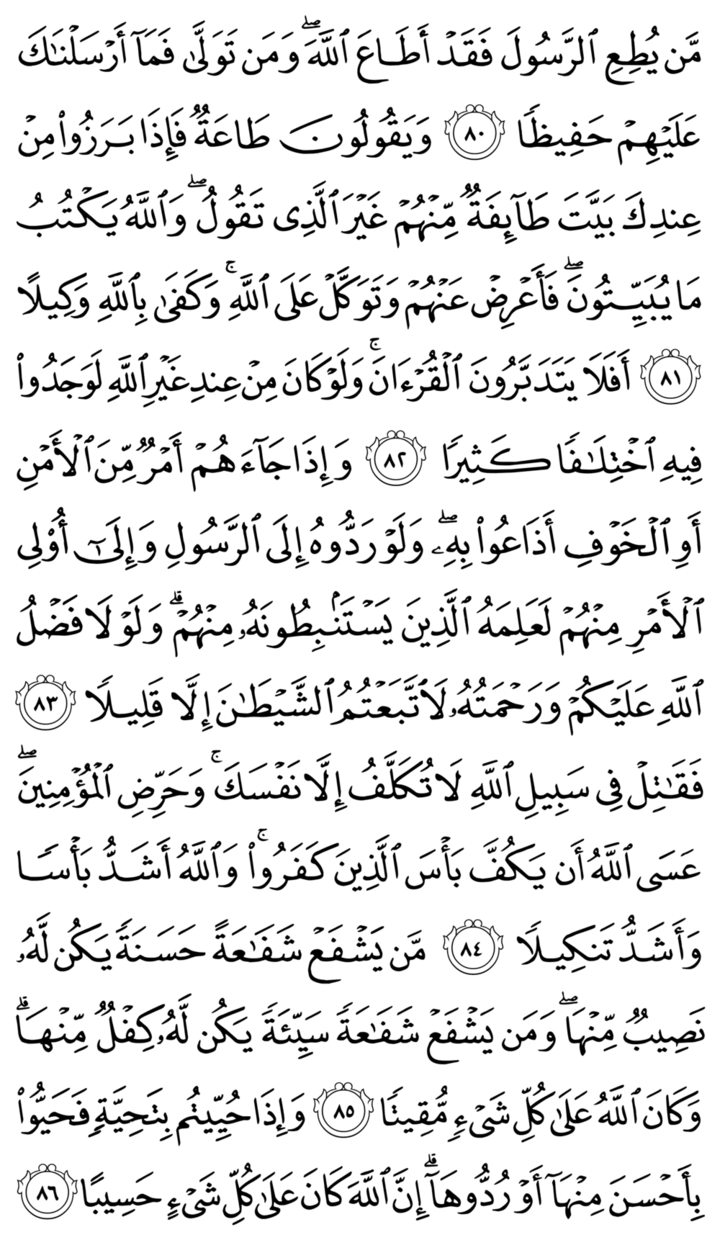 مَّن يُطِعِ ٱلرَّسُولَ فَقَدْ أَطَاعَ ٱللَّهَۖ وَمَن تَوَلَّىٰ فَمَآ أَرْسَلْنَٰكَ
عَلَيْهِمْ حَفِيظًا ٨٠ وَيَقُولُونَ طَاعَةٌ فَإِذَا بَرَزُوا۟ مِنْ
عِندِكَ بَيَّتَ طَآئِفَةٌ مِّنْهُمْ غَيْرَ ٱلَّذِى تَقُولُۖ وَٱللَّهُ يَكْتُبُ
مَا يُبَيِّتُونَۖ فَأَعْرِضْ عَنْهُمْ وَتَوَكَّلْ عَلَى ٱللَّهِۚ وَكَفَىٰ بِٱللَّهِ وَكِيلًا
٨١ أَفَلَا يَتَدَبَّرُونَ ٱلْقُرْءَانَۚ وَلَوْ كَانَ مِنْ عِندِ غَيْرِ ٱللَّهِ لَوَجَدُوا۟
فِيهِ ٱخْتِلَٰفًا كَثِيرًا ٨٢ وَإِذَا جَآءَهُمْ أَمْرٌ مِّنَ ٱلْأَمْنِ
أَوِ ٱلْخَوْفِ أَذَاعُوا۟ بِهِۦۖ وَلَوْ رَدُّوهُ إِلَى ٱلرَّسُولِ وَإِلَىٰٓ أُو۟لِى
ٱلْأَمْرِ مِنْهُمْ لَعَلِمَهُ ٱلَّذِينَ يَسْتَنۢبِطُونَهُۥ مِنْهُمْۗ وَلَوْلَا فَضْلُ
ٱللَّهِ عَلَيْكُمْ وَرَحْمَتُهُۥ لَٱتَّبَعْتُمُ ٱلشَّيْطَٰنَ إِلَّا قَلِيلًا ٨٣
فَقَٰتِلْ فِى سَبِيلِ ٱللَّهِ لَا تُكَلَّفُ إِلَّا نَفْسَكَۚ وَحَرِّضِ ٱلْمُؤْمِنِينَۖ
عَسَى ٱللَّهُ أَن يَكُفَّ بَأْسَ ٱلَّذِينَ كَفَرُوا۟ۚ وَٱللَّهُ أَشَدُّ بَأْسًا
وَأَشَدُّ تَنكِيلًا ٨٤ مَّن يَشْفَعْ شَفَٰعَةً حَسَنَةً يَكُن لَّهُۥ
نَصِيبٌ مِّنْهَاۖ وَمَن يَشْفَعْ شَفَٰعَةً سَيِّئَةً يَكُن لَّهُۥ كِفْلٌ مِّنْهَاۗ
وَكَانَ ٱللَّهُ عَلَىٰ كُلِّ شَىْءٍ مُّقِيتًا ٨٥ وَإِذَا حُيِّيتُم بِتَحِيَّةٍ فَحَيُّوا۟
بِأَحْسَنَ مِنْهَآ أَوْ رُدُّوهَآۗ إِنَّ ٱللَّهَ كَانَ عَلَىٰ كُلِّ شَىْءٍ حَسِيبًا ٨٦